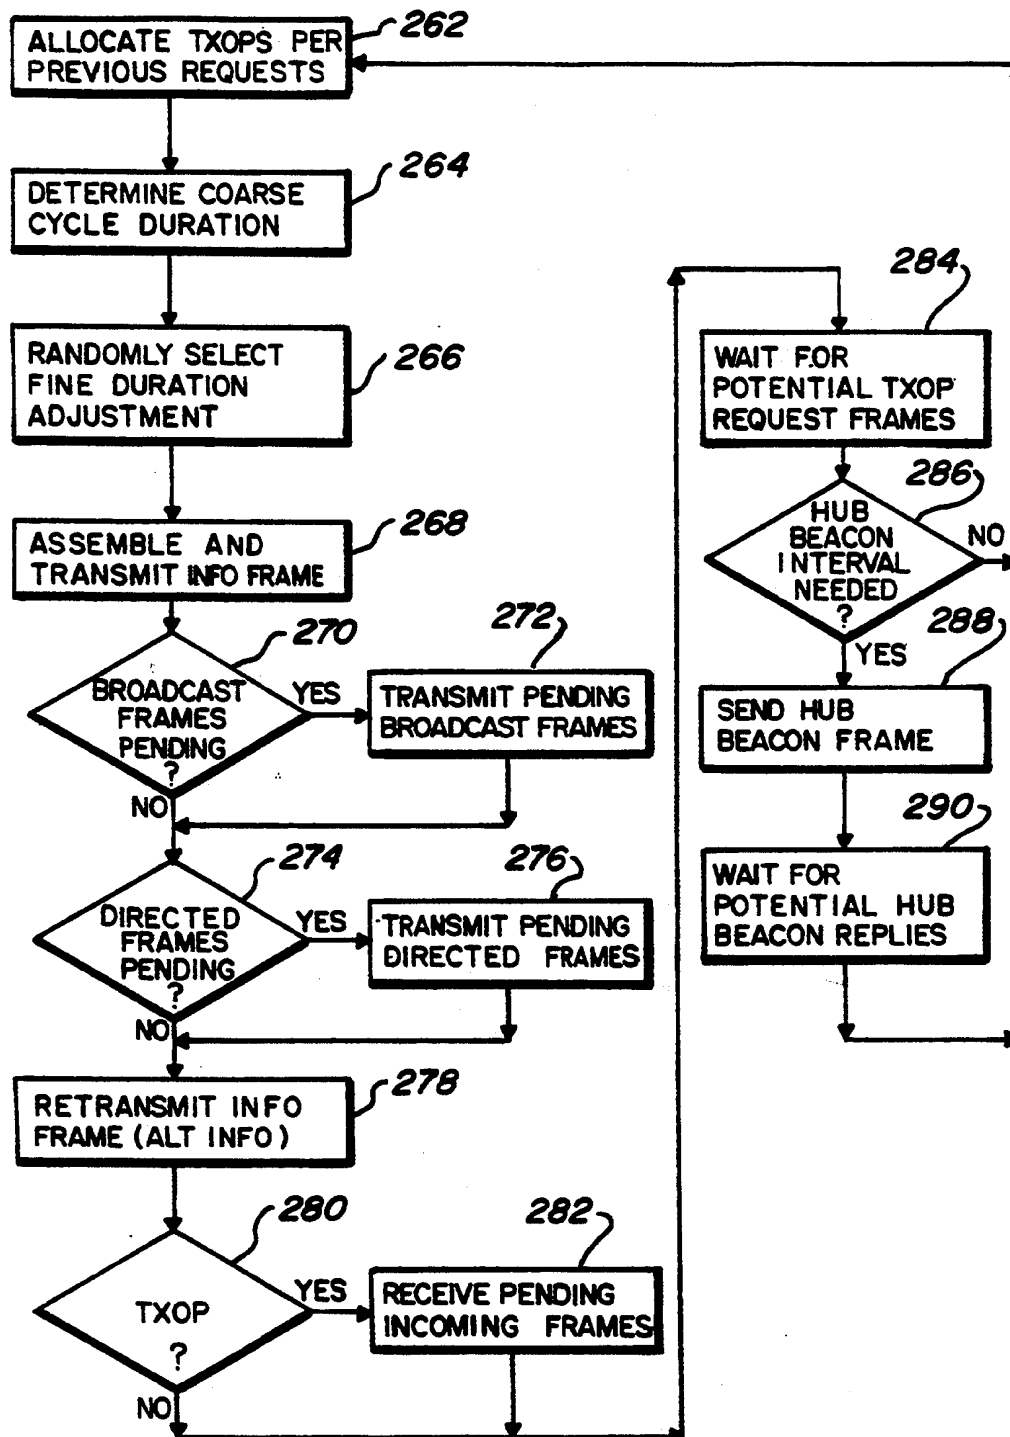 262
ALLOCATE TXOPS PER
PREVIOUS REQUESTS
264
DETERMINE COARSE
CYCLE DURATION
266
RANDOMLY SELECT
FINE DURATION
ADJUSTMENT
268
ASSEMBLE AND
TRANSMIT INFO FRAME
270
BROADCAST
FRAMES
PENDING
?
YES
NO
272
TRANSMIT PENDING
BROADCAST FRAMES
274
DIRECTED
FRAMES
PENDING
?
YES
NO
276
TRANSMIT PENDING
DIRECTED FRAMES
278
RETRANSMIT INFO
FRAME (ALT INFO)
280
TXOP
?
YES
NO
282
RECEIVE PENDING
INCOMING FRAMES
284
WAIT FOR
POTENTIAL TXOP
REQUEST FRAMES
286
HUB
BEACON
INTERVAL
NEEDED
?
NO
YES
288
SEND HUB
BEACON FRAME
290
WAIT FOR
POTENTIAL HUB
BEACON REPLIES